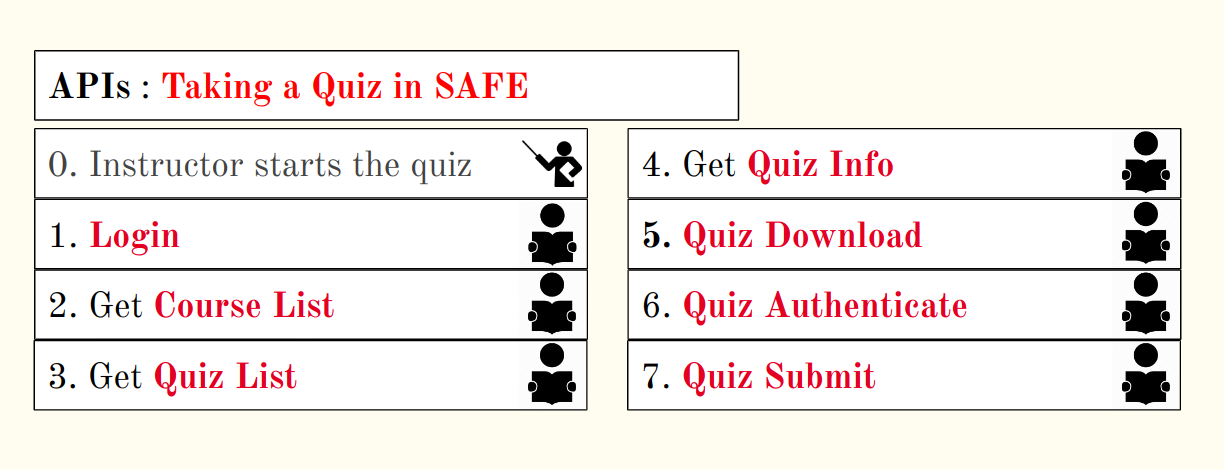 APIs : Taking a Quiz in SAFE
0. Instructor starts the quiz
1. Login
2. Get Course List
3. Get Quiz List
4. Get Quiz Info
5. Quiz Download
6. Quiz Authenticate
7. Quiz Submit